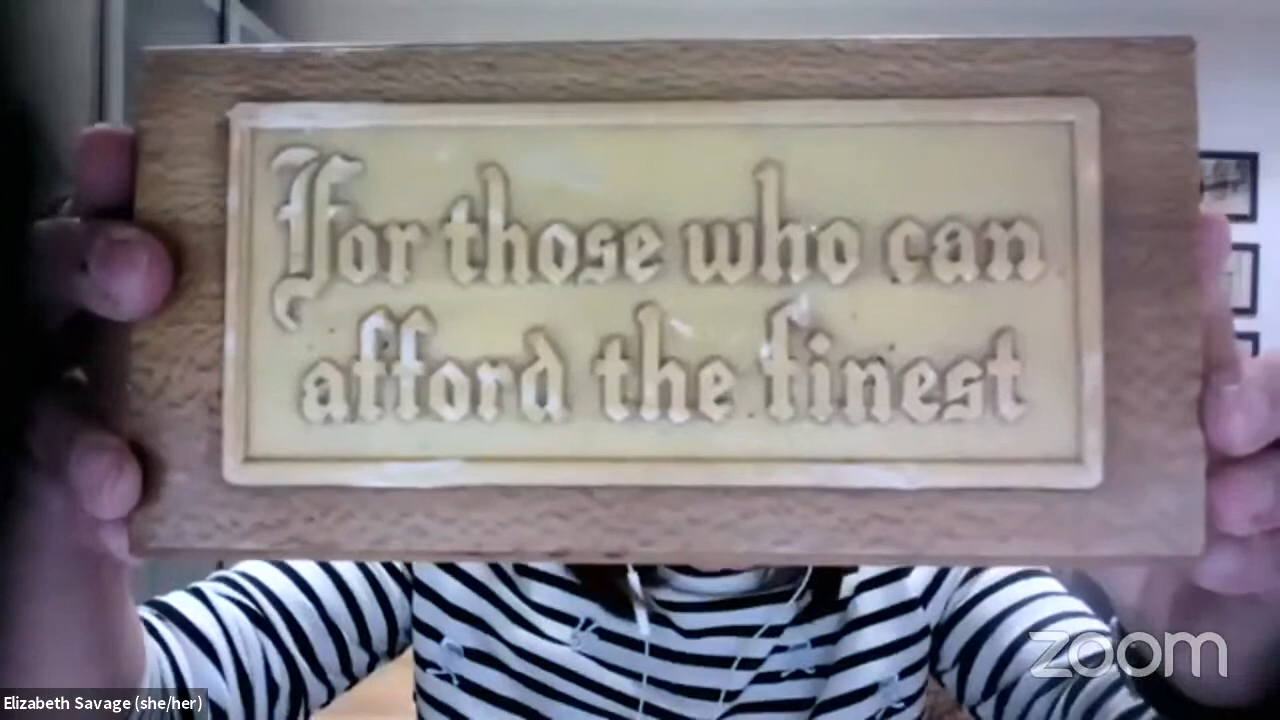 For those who can
afford the finest
zoom
Elizabeth Savage (she/her)